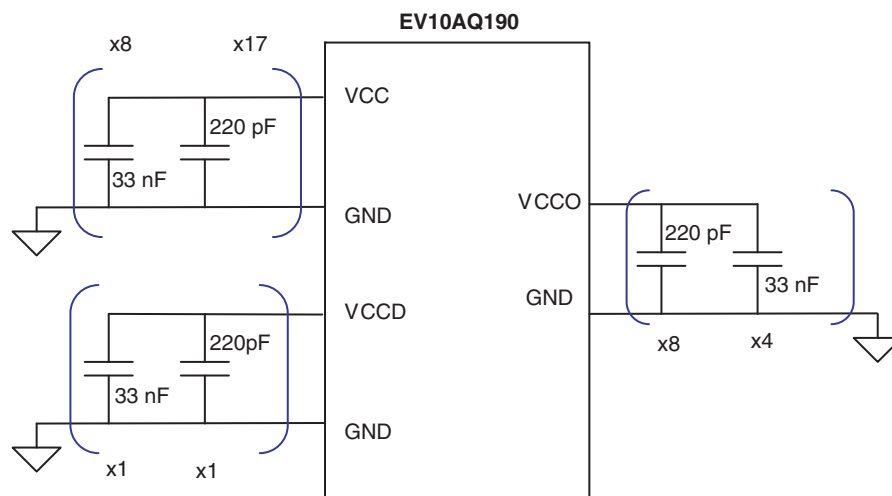 EV10AQ190
x8 x17
VCC
220 pF
33 nF
GND
VCCO
220 pF
33 nF
GND
x8 x4
VCCD
220pF
33 nF
GND
x1 x1